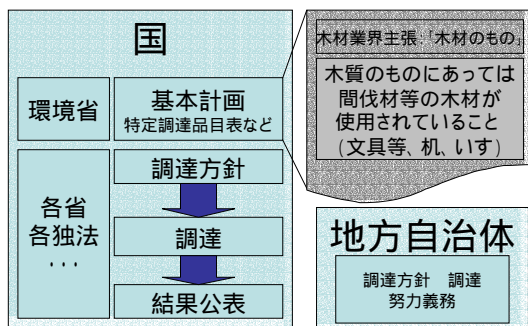 国
環境省
基本計画
特定調達品目表など
各省
各独法
･･･
調達方針
調達
結果公表
木材業界主張:「木材のもの」
木質のものにあっては
間伐材等の木材が
使用されていること
(文具等、机、いす)
地方自治体
調達方針 調達
努力義務